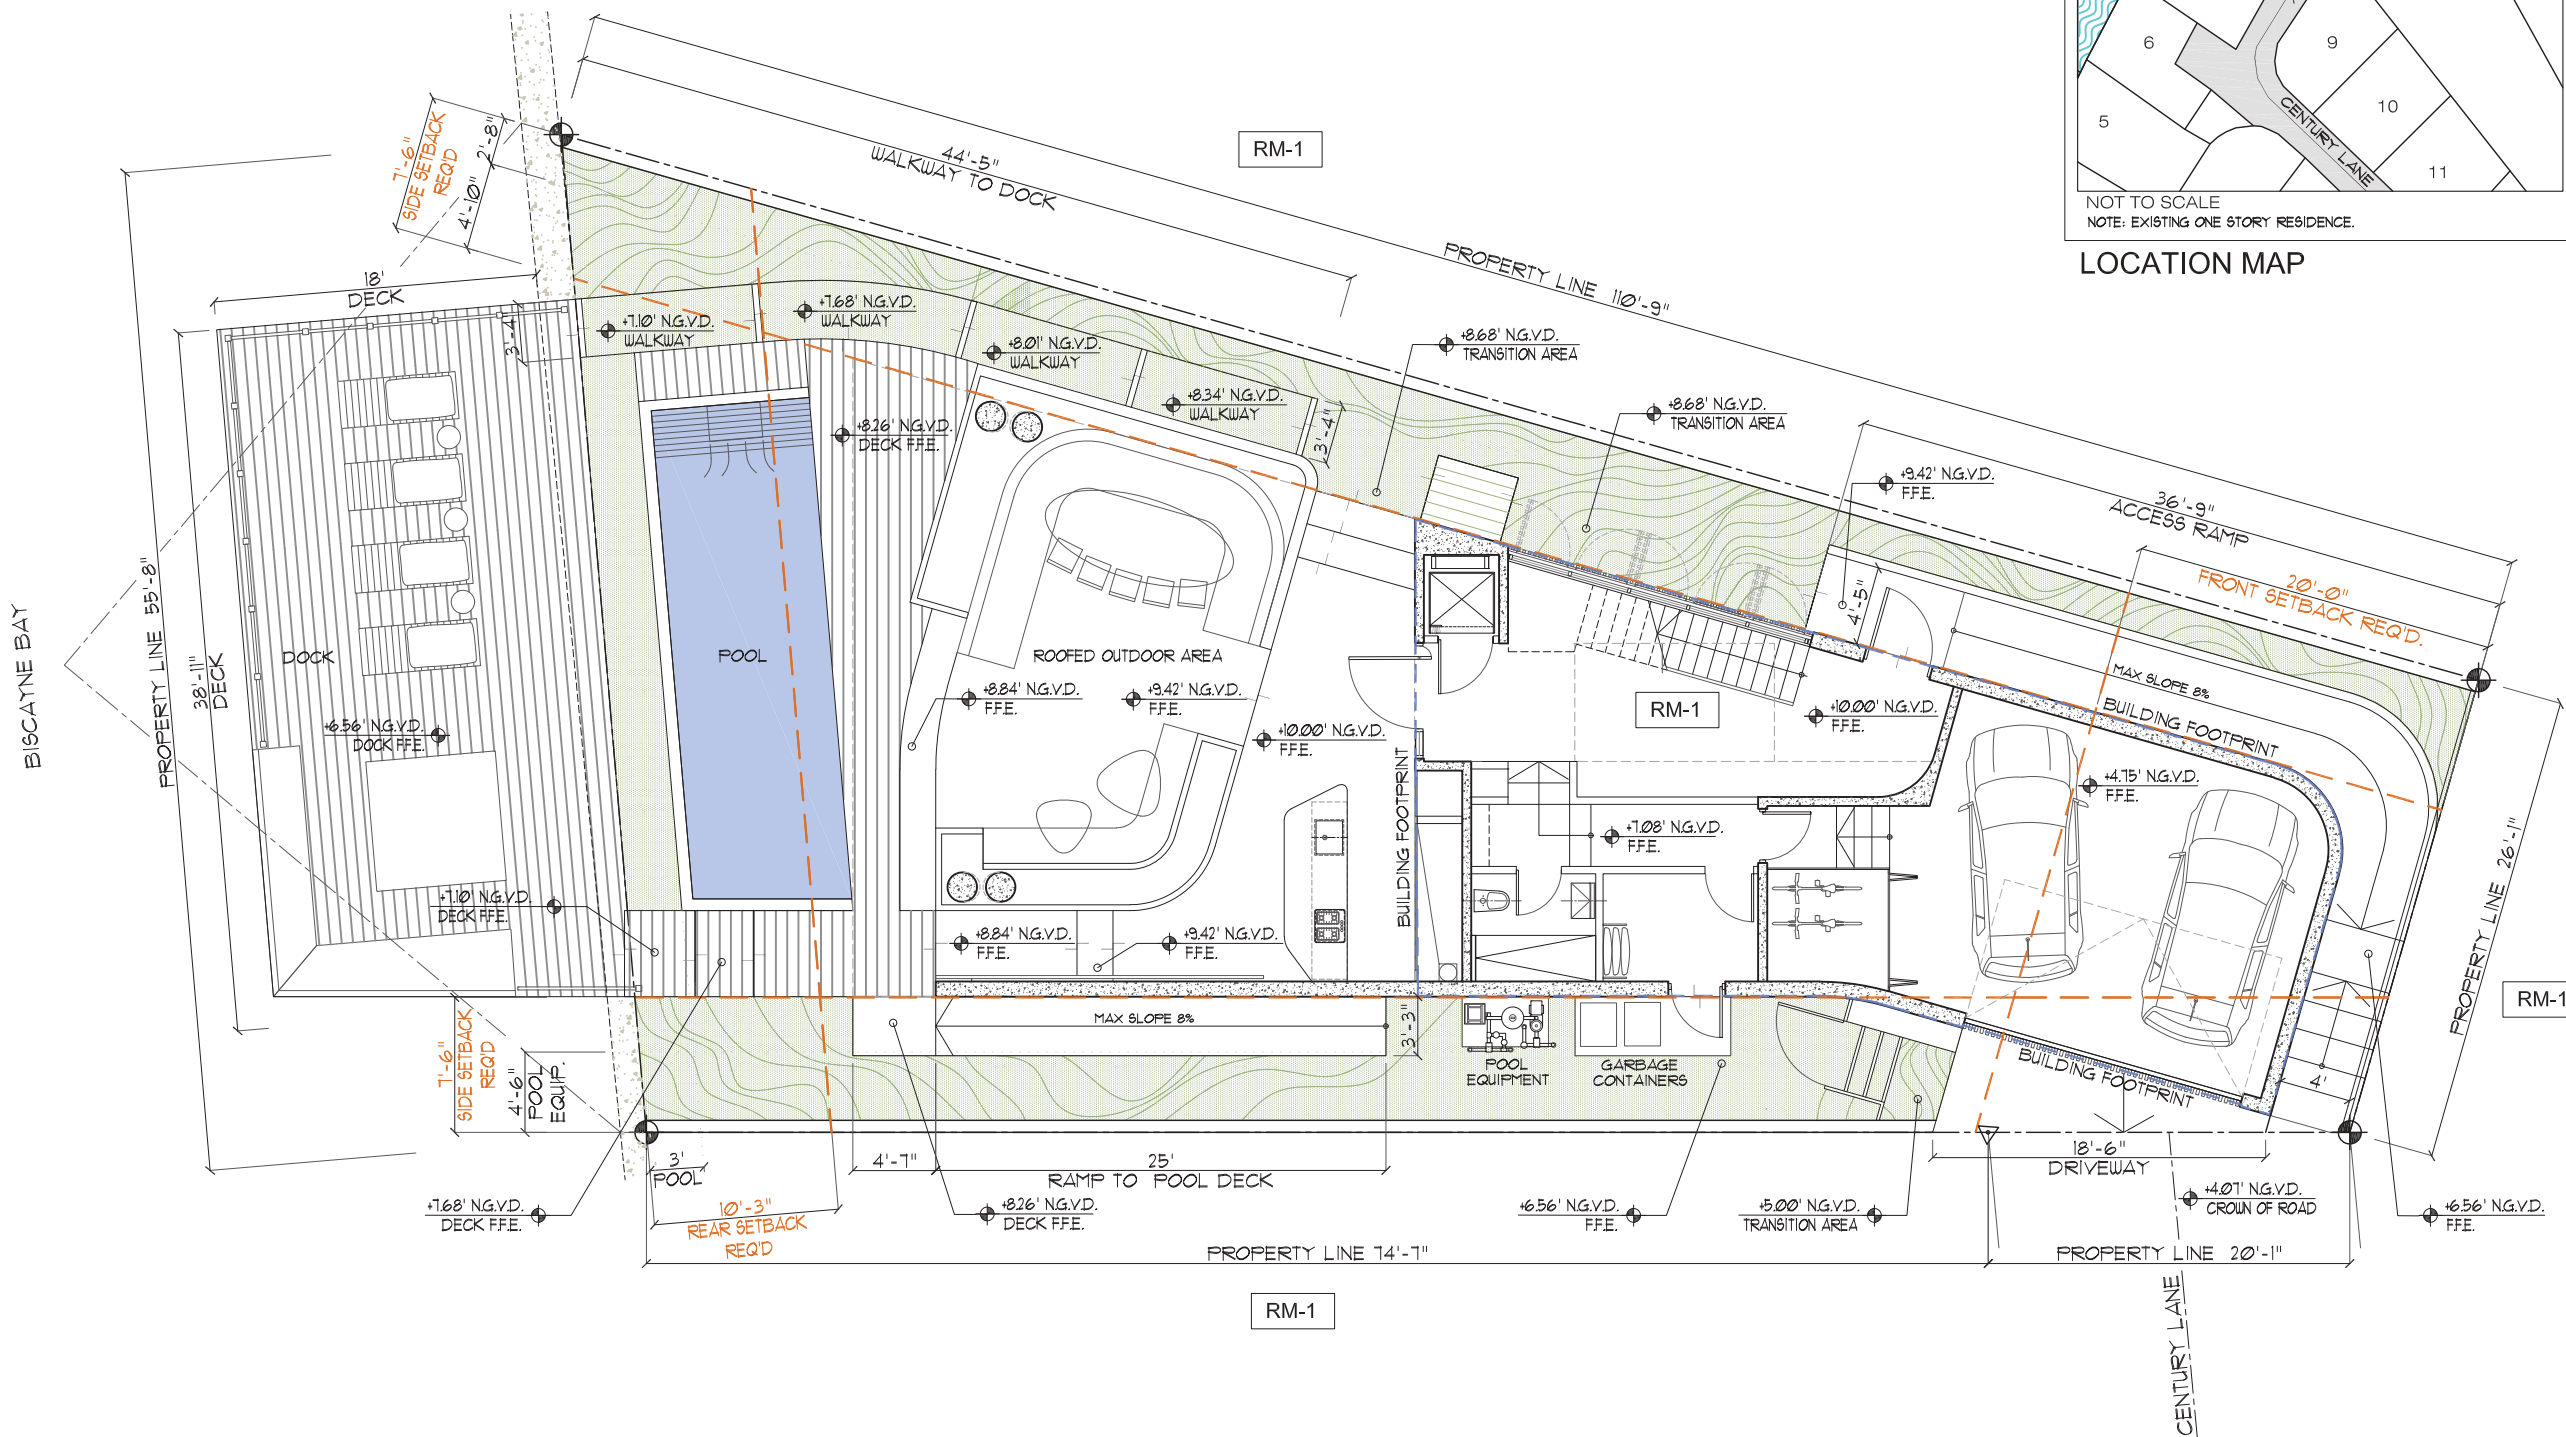 6
9
10
5
11
CENTURY LANE
NOT TO SCALE
NOTE: EXISTING ONE STORY RESIDENCE.
LOCATION MAP
RM-1
44'-5"
WALKWAY TO DOCK
PROPERTY LINE 110'-9"
7'-6"
SIDE SETBACK
REQ'D
2'-8"
4'-10"
18'
DECK
3'-4"
+7.10' N.G.V.D.
WALKWAY
+7.68' N.G.V.D.
WALKWAY
+8.01' N.G.V.D.
WALKWAY
+8.34' N.G.V.D.
WALKWAY
3'-4"
+8.68' N.G.V.D.
TRANSITION AREA
+8.68' N.G.V.D.
TRANSITION AREA
+9.42' N.G.V.D.
F.F.E.
36'-9"
ACCESS RAMP
20'-0"
FRONT SETBACK REQ'D.
+8.26' N.G.V.D.
DECK F.F.E.
4'-5"
BISCAYNE BAY
PROPERTY LINE 55'-8"
38'-11"
DECK
DOCK
POOL
ROOFED OUTDOOR AREA
+8.84' N.G.V.D.
F.F.E.
+9.42' N.G.V.D.
F.F.E.
+10.00' N.G.V.D.
F.F.E.
RM-1
+10.00' N.G.V.D.
F.F.E.
MAX SLOPE 8%
BUILDING FOOTPRINT
+6.56' N.G.V.D.
DOCK F.F.E.
BUILDING FOOTPRINT
+4.75' N.G.V.D.
F.F.E.
+7.08' N.G.V.D.
F.F.E.
PROPERTY LINE 26'-1"
+7.10' N.G.V.D.
DECK F.F.E.
+8.84' N.G.V.D.
F.F.E.
+9.42' N.G.V.D.
F.F.E.
RM-1
7'-6"
SIDE SETBACK
REQ'D
4'-6"
POOL
EQUIP.
MAX SLOPE 8%
3'-3"
POOL
EQUIPMENT
GARBAGE
CONTAINERS
BUILDING FOOTPRINT
4'
3'
POOL
4'-7"
25'
RAMP TO POOL DECK
18'-6"
DRIVEWAY
+7.68' N.G.V.D.
DECK F.F.E.
10'-3"
REAR SETBACK
REQ'D
+8.26' N.G.V.D.
DECK F.F.E.
+6.56' N.G.V.D.
F.F.E.
+5.00' N.G.V.D.
TRANSITION AREA
+4.07' N.G.V.D.
CROWN OF ROAD
+6.56' N.G.V.D.
F.F.E.
PROPERTY LINE 74'-7"
PROPERTY LINE 20'-1"
RM-1
CENTURY LANE